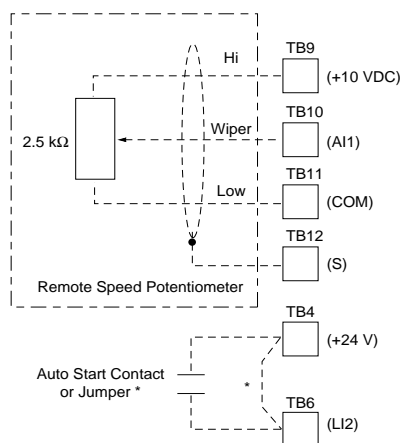 TB9
Hi
(+10 VDC)
TB10
2.5 kΩ
Wiper
(AI1)
TB11
Low
(COM)
TB12
(S)
Remote Speed Potentiometer
TB4
(+24 V)
Auto Start Contact
or Jumper *
*
TB6
(LI2)